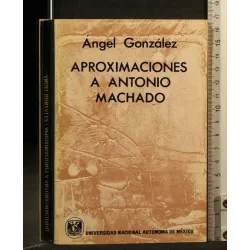 Ángel González
APROXIMACIONES
A ANTONIO
MACHADO
UNIVERSIDAD NACIONAL AUTÓNOMA DE MÉXICO